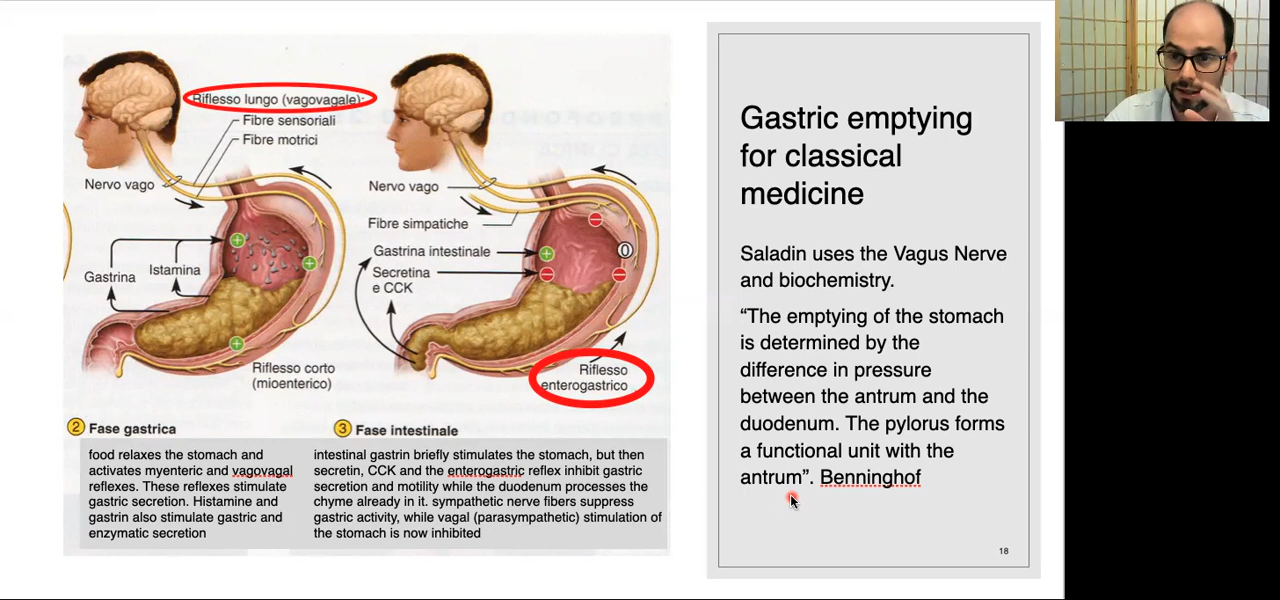 Riflesso lungo (vagovagale):
Fibre sensoriali
Fibre motrici
Nervo vago
Gastrina
Istamina
Riflesso corto
(mioenterico)
2 Fase gastrica
food relaxes the stomach and
activates myenteric and vagovagal
reflexes. These reflexes stimulate
gastric secretion. Histamine and
gastrin also stimulate gastric and
enzymatic secretion
Nervo vago
Fibre simpatiche
Gastrina intestinale
Secretina
e CCK
0
Riflesso
enterogastrico
3 Fase intestinale
intestinal gastrin briefly stimulates the stomach, but then
secretin, CCK and the enterogastric reflex inhibit gastric
secretion and motility while the duodenum processes the
chyme already in it. sympathetic nerve fibers suppress
gastric activity, while vagal (parasympathetic) stimulation of
the stomach is now inhibited
Gastric emptying
for classical
medicine
Saladin uses the Vagus Nerve
and biochemistry.
“The emptying of the stomach
is determined by the
difference in pressure
between the antrum and the
duodenum. The pylorus forms
a functional unit with the
antrum”. Benninghof
18